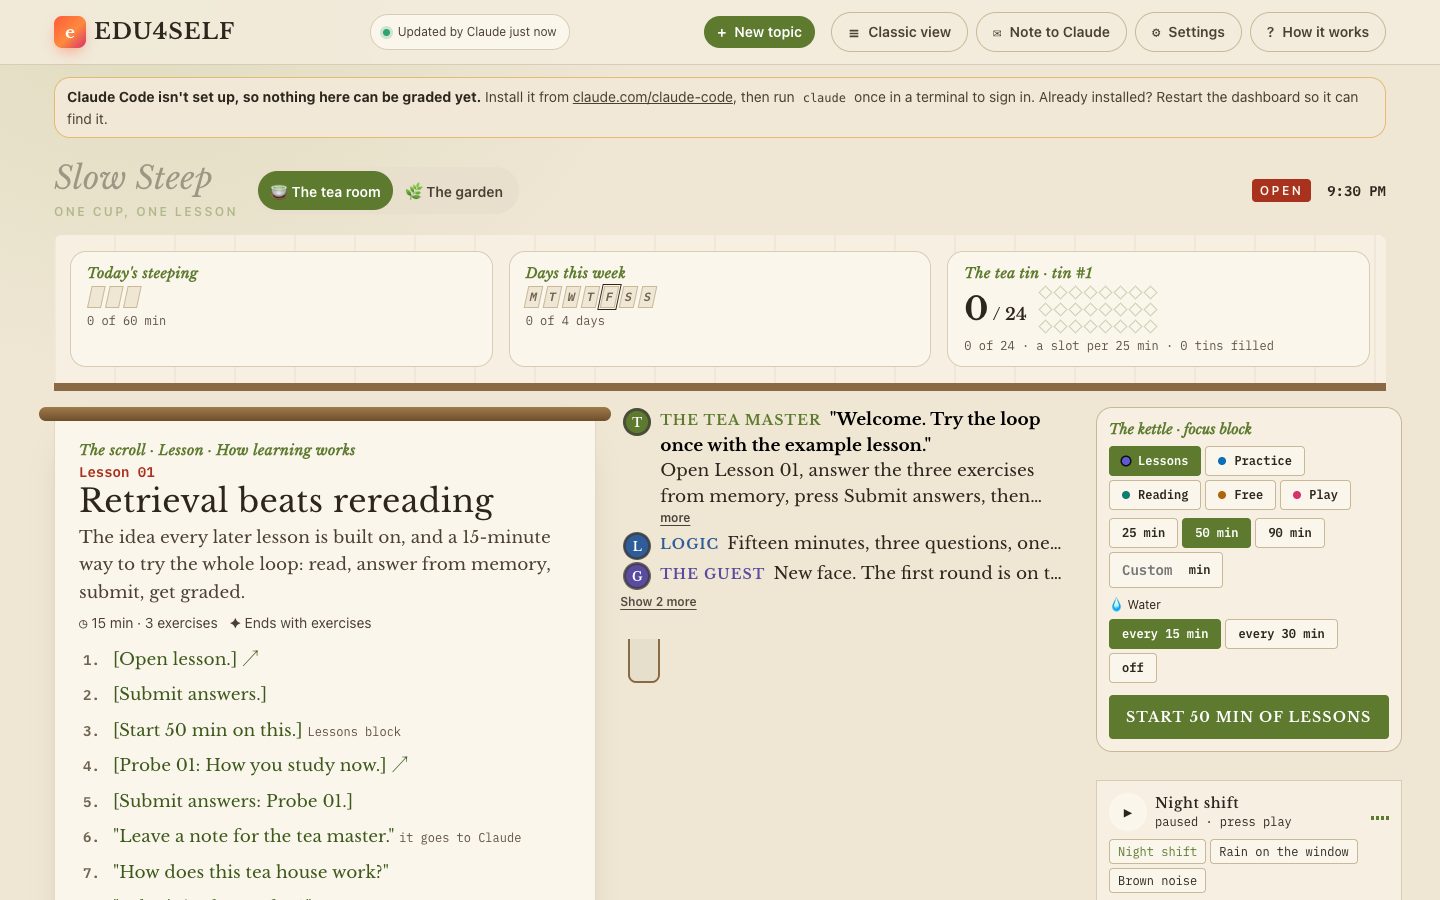 e EDU4SELF
Updated by Claude just now
+ New topic
≡ Classic view
✉ Note to Claude
⚙ Settings
? How it works
Claude Code isn't set up, so nothing here can be graded yet. Install it from claude.com/claude-code, then run claude once in a terminal to sign in. Already installed? Restart the dashboard so it can
find it.
Slow Steep
ONE CUP, ONE LESSON
🍵 The tea room
🌿 The garden
OPEN 9:30 PM
Today's steeping
0 of 60 min
Days this week
M T W T F S S
0 of 4 days
The tea tin · tin #1
0 / 24
0 of 24 · a slot per 25 min · 0 tins filled
The scroll · Lesson · How learning works
Lesson 01
Retrieval beats rereading
The idea every later lesson is built on, and a 15-minute
way to try the whole loop: read, answer from memory,
submit, get graded.
◷ 15 min · 3 exercises ✦ Ends with exercises
1. [Open lesson.] ↗
2. [Submit answers.]
3. [Start 50 min on this.] Lessons block
4. [Probe 01: How you study now.] ↗
5. [Submit answers: Probe 01.]
6. "Leave a note for the tea master." it goes to Claude
7. "How does this tea house work?"
T THE TEA MASTER "Welcome. Try the loop
once with the example lesson."
Open Lesson 01, answer the three exercises
from memory, press Submit answers, then…
more
L LOGIC Fifteen minutes, three questions, one…
G THE GUEST New face. The first round is on t…
Show 2 more
The kettle · focus block
Lessons
Practice
Reading
Free
Play
25 min
50 min
90 min
Custom min
💧 Water
every 15 min
every 30 min
off
START 50 MIN OF LESSONS
▶ Night shift
paused · press play
Night shift
Rain on the window
Brown noise